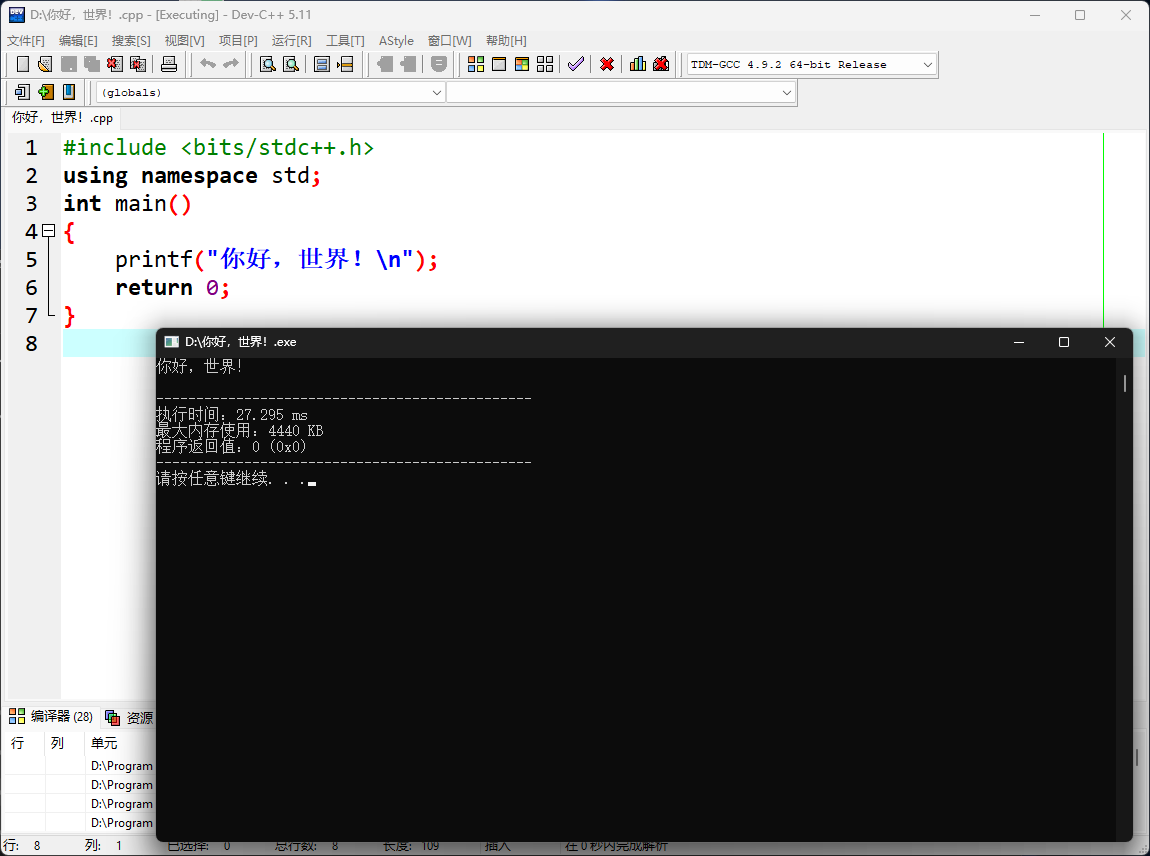 D:\你好，世界！.cpp - [Executing] - Dev-C++ 5.11
文件[F] 编辑[E] 搜索[S] 视图[V] 项目[P] 运行[R] 工具[T] AStyle 窗口[W] 帮助[H]
TDM-GCC 4.9.2 64-bit Release
(globals)
你好，世界！.cpp
1 #include <bits/stdc++.h>
2 using namespace std;
3 int main()
4 {
5 printf("你好，世界！\n");
6 return 0;
7 }
8
D:\你好，世界！.exe
你好，世界！
-----------------------------------------------
执行时间：27.295 ms
最大内存使用：4440 KB
程序返回值：0 (0x0)
-----------------------------------------------
请按任意键继续. . .
编译器 (28) 资源
行 列 单元
D:\Program
D:\Program
D:\Program
D:\Program
行: 8 列: 1 已选择: 0 总行数: 8 长度: 109 插入 在 0 秒内完成解析